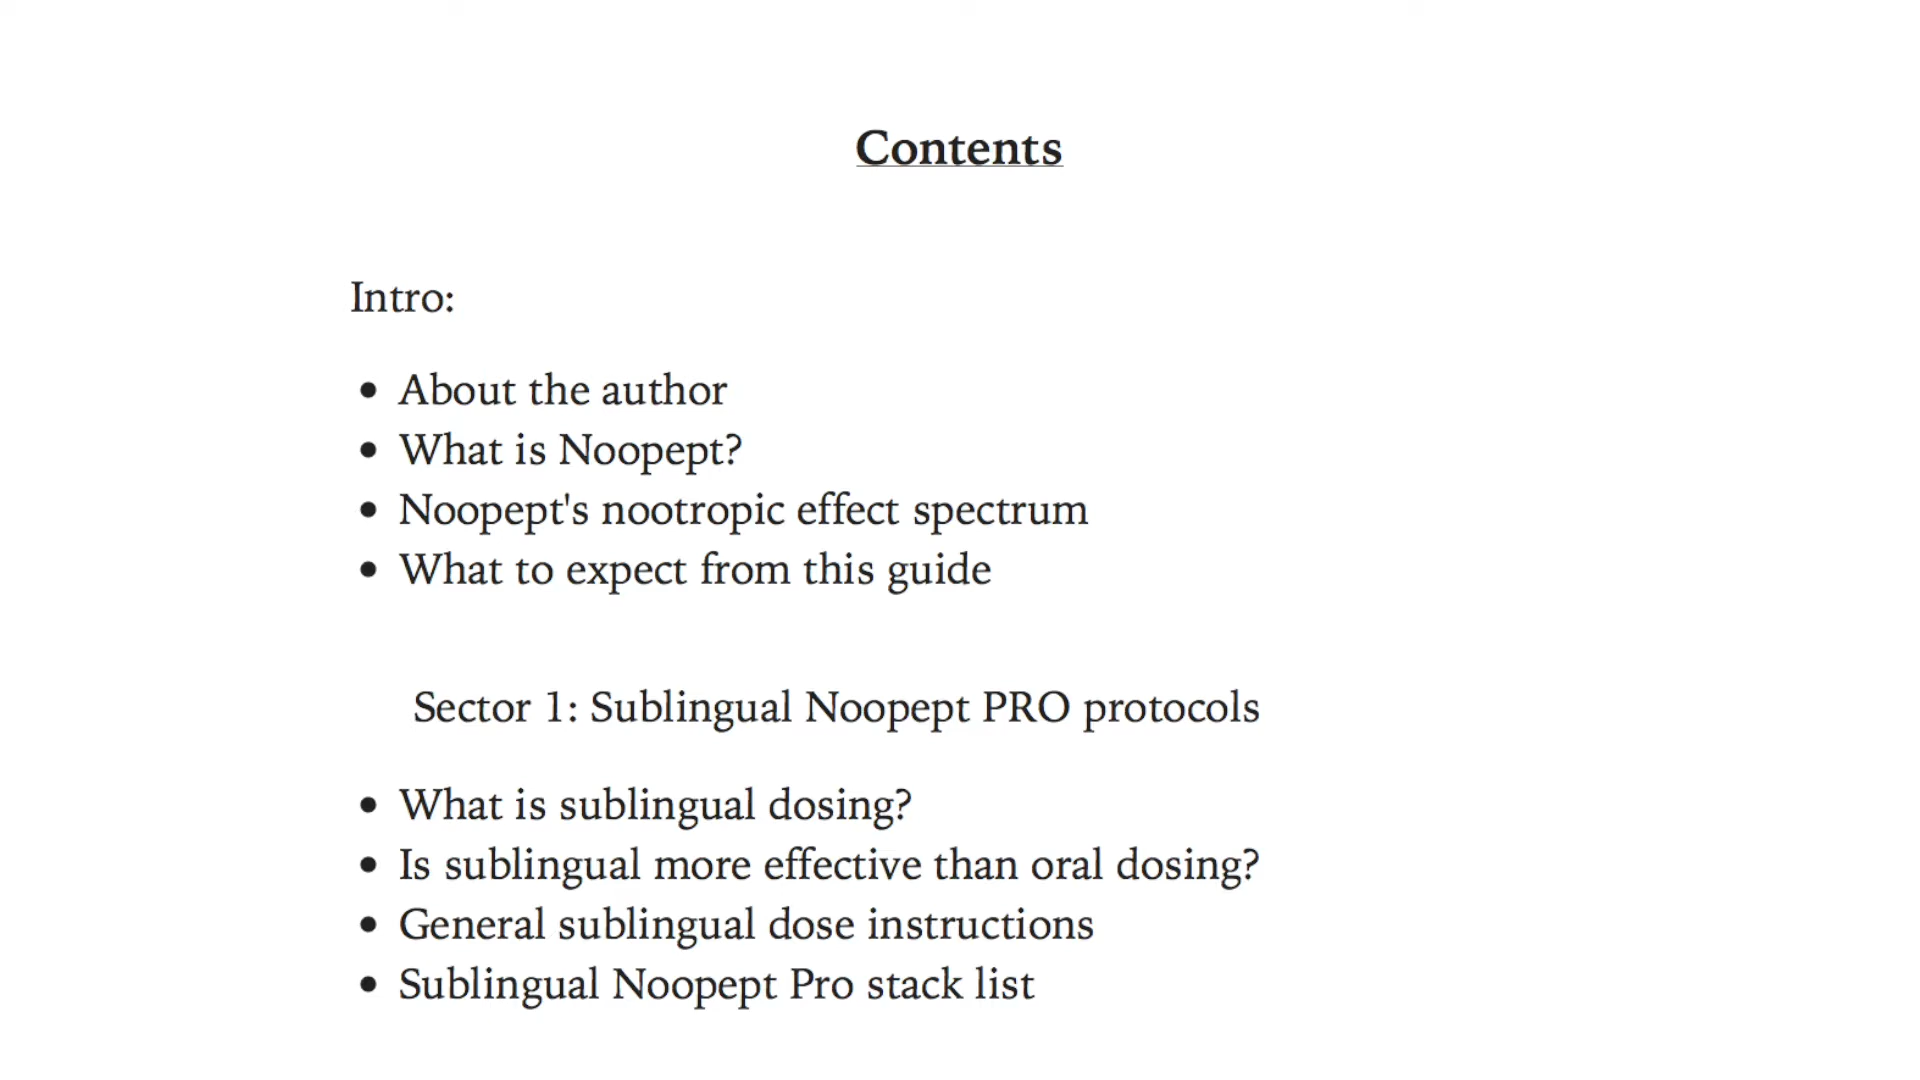 Contents
Intro:
• About the author
• What is Noopept?
• Noopept's nootropic effect spectrum
• What to expect from this guide
Sector 1: Sublingual Noopept PRO protocols
• What is sublingual dosing?
• Is sublingual more effective than oral dosing?
• General sublingual dose instructions
• Sublingual Noopept Pro stack list